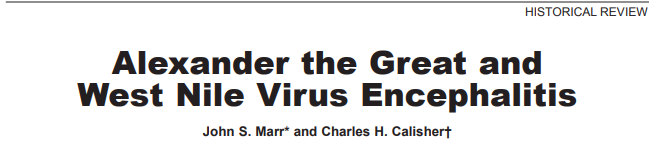 HISTORICAL REVIEW
Alexander the Great and
West Nile Virus Encephalitis
John S. Marr* and Charles H. Calisher†